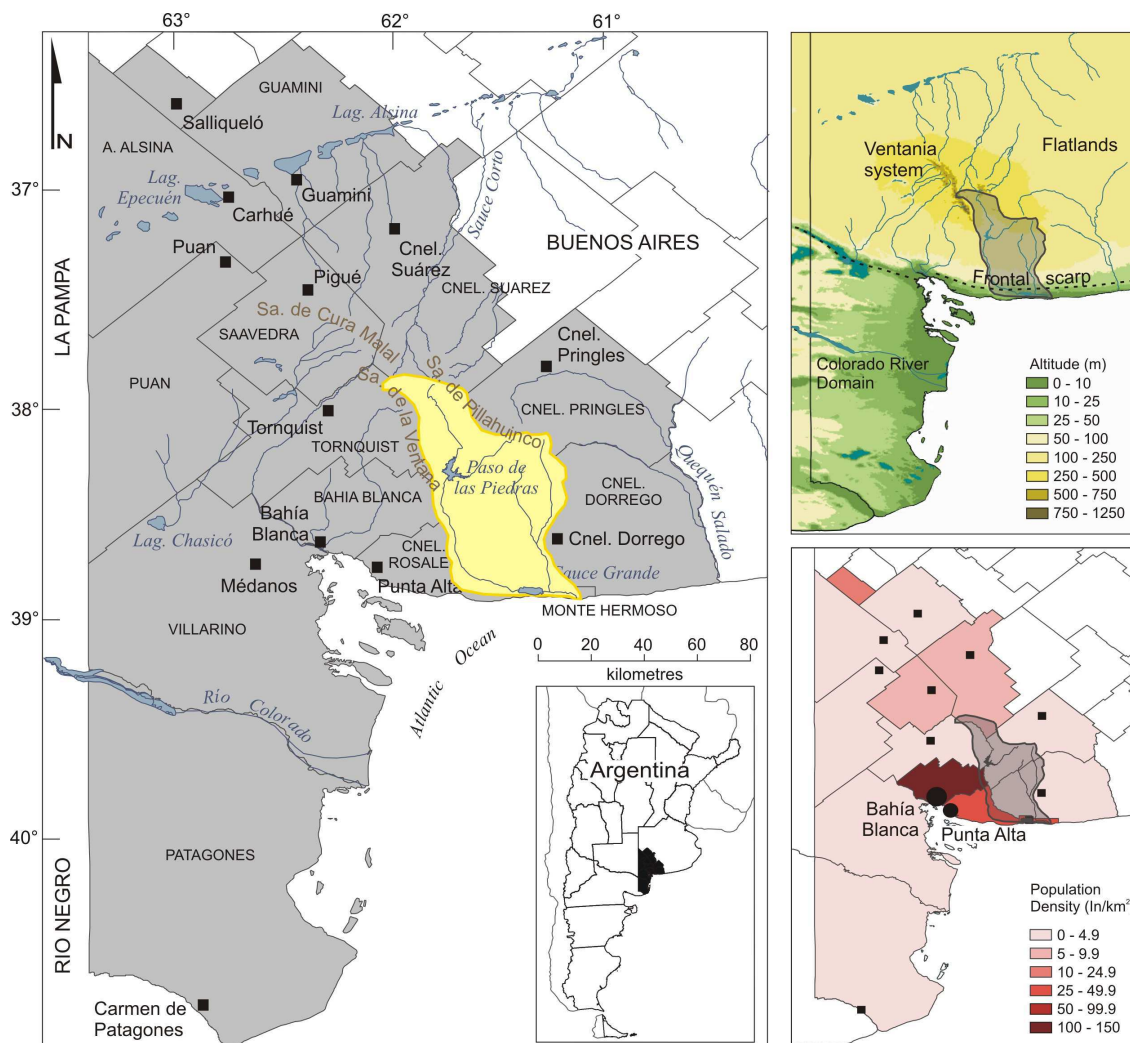 63°
62°
61°
37°
38°
39°
40°
N
LA PAMPA
RIO NEGRO
GUAMINI
Salliqueló
Lag. Alsina
A. ALSINA
Lag.
Epecuén
Guamini
Carhué
Sauce Corto
Puan
Cnel.
Suárez
BUENOS AIRES
Pigué
CNEL. SUAREZ
Sa. de Cura Malal
SAAVEDRA
Cnel.
Pringles
PUAN
Sa. de Pillahuinco
Sa. de la Ventana
CNEL. PRINGLES
Tornquist
TORNQUIST
Paso de
las Piedras
Quequén Salado
BAHIA BLANCA
CNEL.
DORREGO
Bahía
Blanca
Lag. Chasicó
CNEL.
ROSALE
Cnel. Dorrego
Médanos
Punta Alta
Sauce Grande
MONTE HERMOSO
VILLARINO
Atlantic Ocean
0 20 40 60 80
kilometres
Río Colorado
Argentina
PATAGONES
Carmen de
Patagones
Ventania
system
Flatlands
Frontal scarp
Colorado River
Domain
Altitude (m)
0 - 10
10 - 25
25 - 50
50 - 100
100 - 250
250 - 500
500 - 750
750 - 1250
Bahía
Blanca
Punta Alta
Population
Density (In/km²
0 - 4.9
5 - 9.9
10 - 24.9
25 - 49.9
50 - 99.9
100 - 150